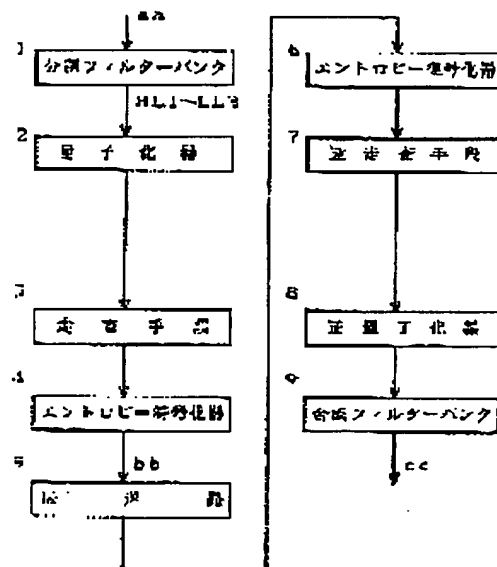 aa
1
分割フィルターバンク
HL1~LL3
2
量子化器
3
走査手段
4
エントロピー符号化器
bb
5
伝送路
6
エントロピー復号化器
7
逆走査手段
8
逆量子化器
9
合成フィルターバンク
cc